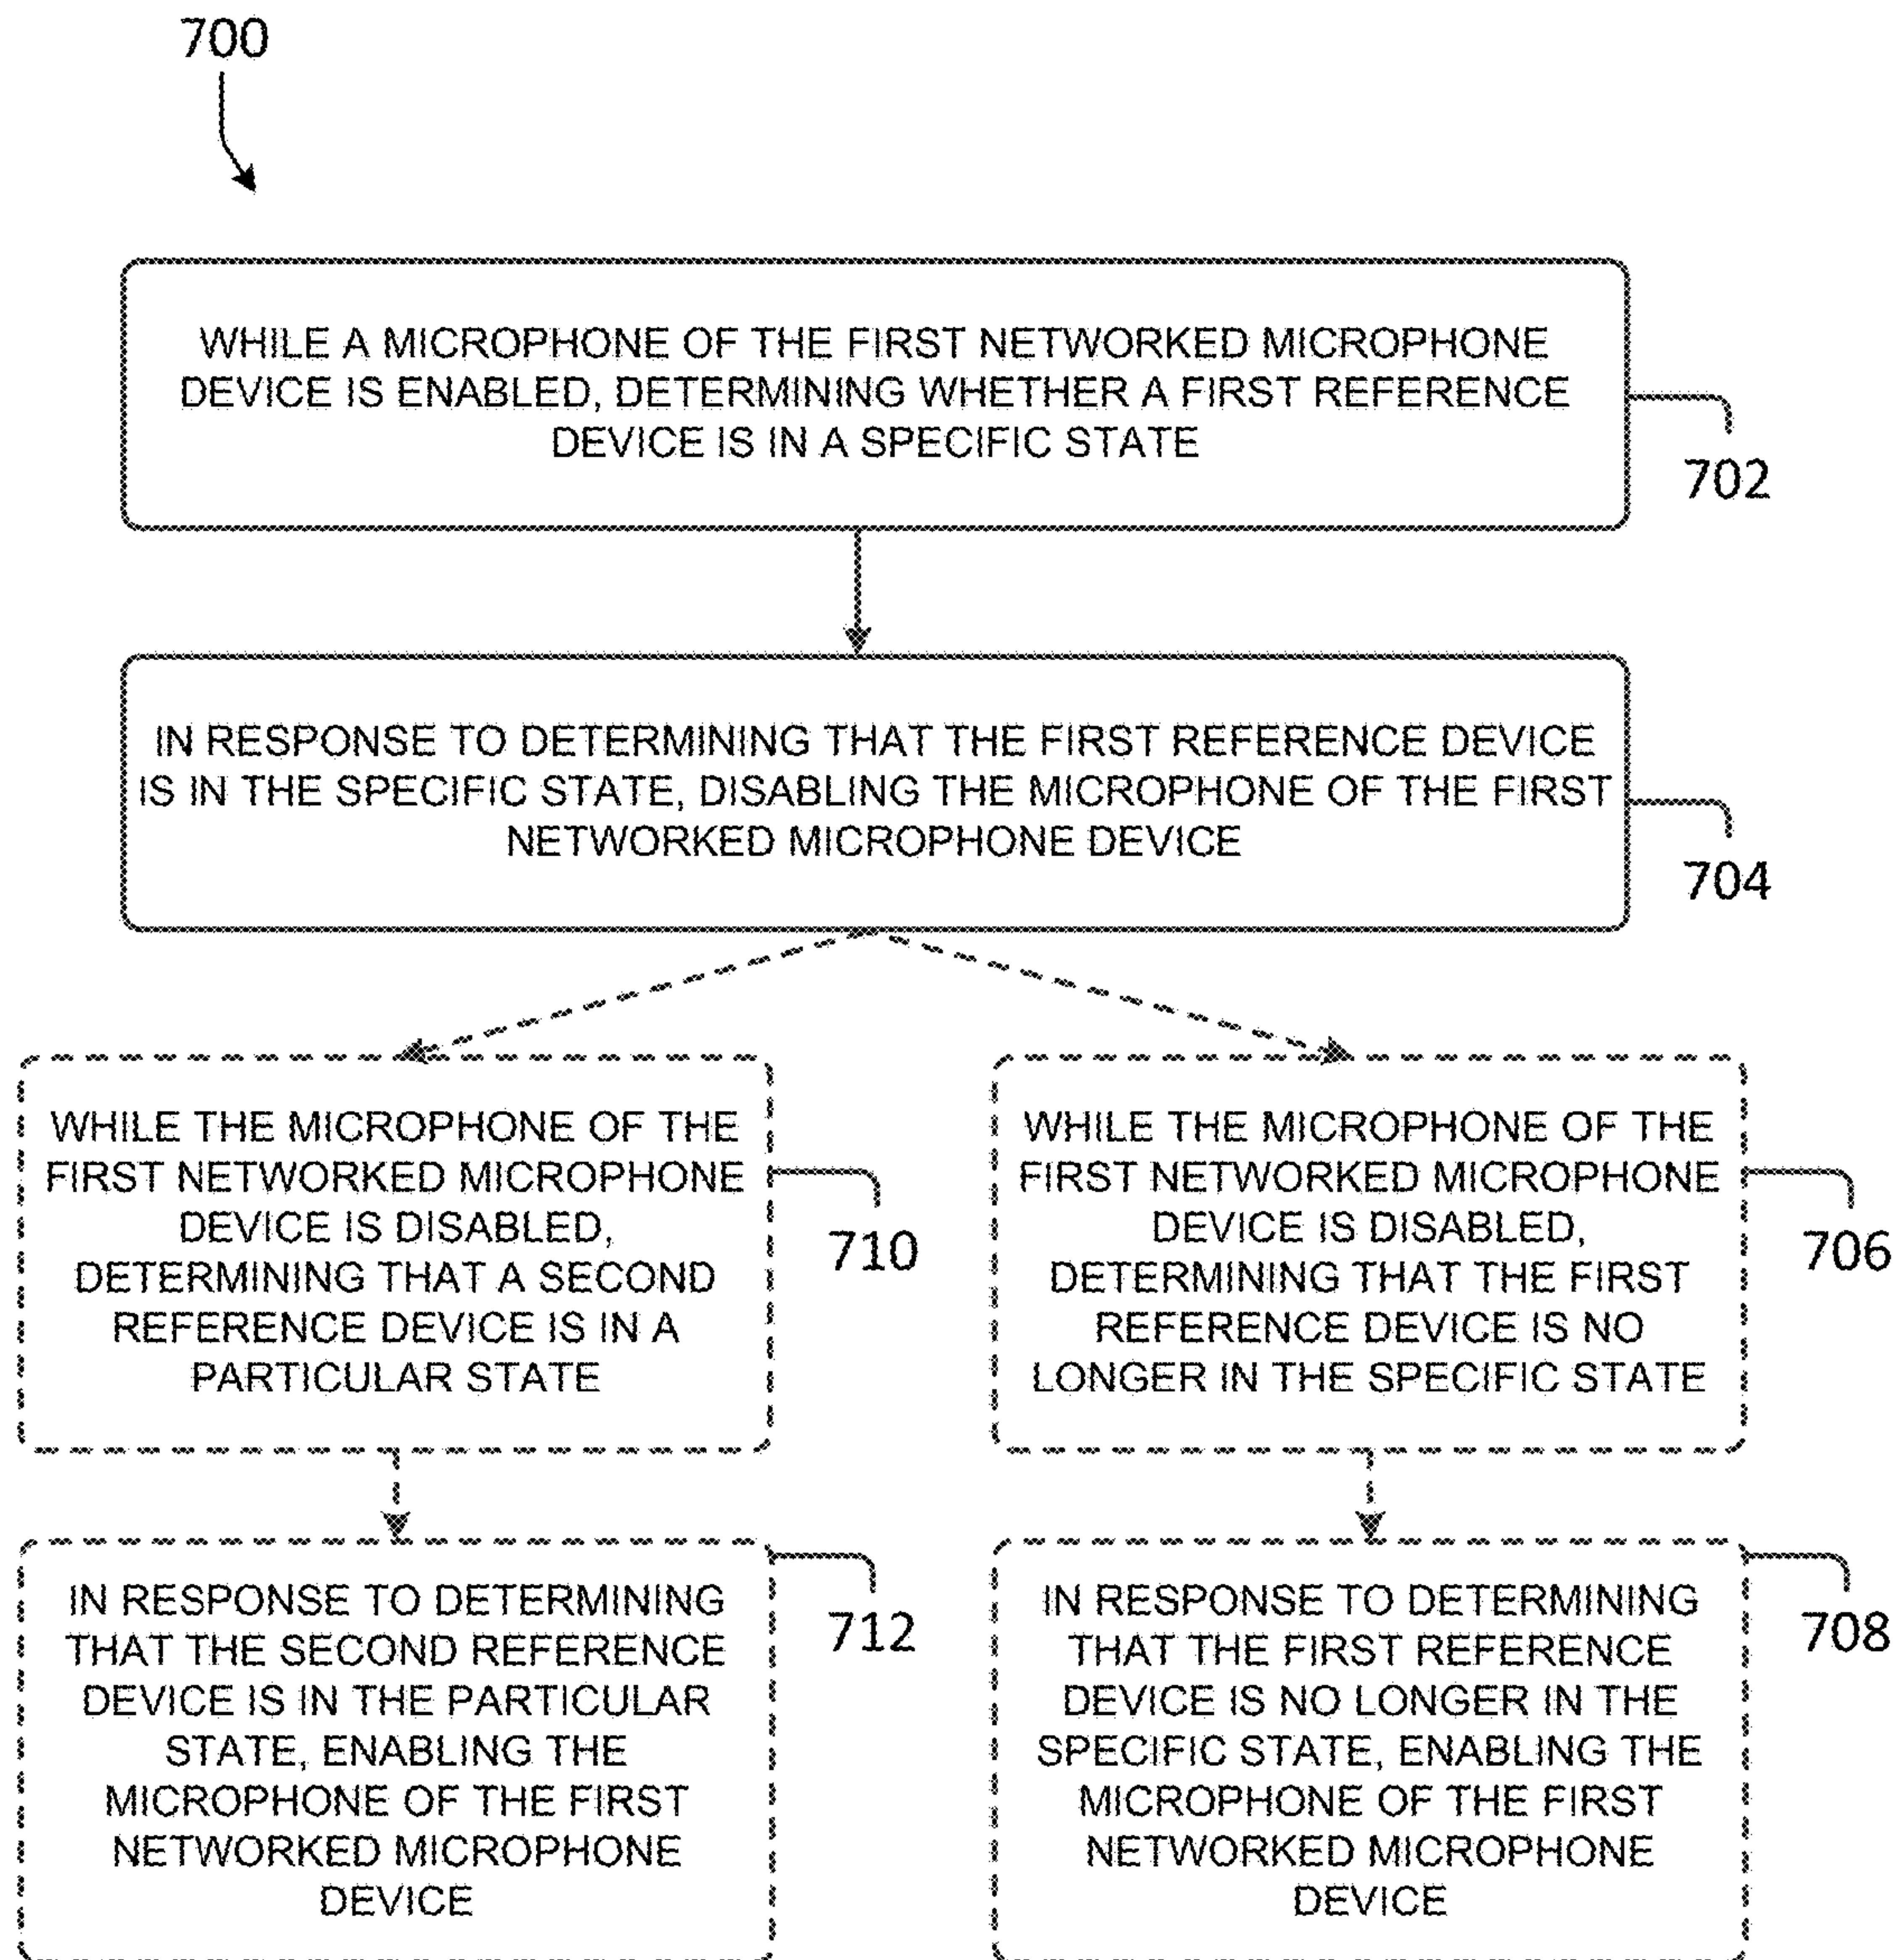 700
WHILE A MICROPHONE OF THE FIRST NETWORKED MICROPHONE
DEVICE IS ENABLED, DETERMINING WHETHER A FIRST REFERENCE
DEVICE IS IN A SPECIFIC STATE
702
IN RESPONSE TO DETERMINING THAT THE FIRST REFERENCE DEVICE
IS IN THE SPECIFIC STATE, DISABLING THE MICROPHONE OF THE FIRST
NETWORKED MICROPHONE DEVICE
704
WHILE THE MICROPHONE OF THE
FIRST NETWORKED MICROPHONE
DEVICE IS DISABLED,
DETERMINING THAT A SECOND
REFERENCE DEVICE IS IN A
PARTICULAR STATE
710
WHILE THE MICROPHONE OF THE
FIRST NETWORKED MICROPHONE
DEVICE IS DISABLED,
DETERMINING THAT THE FIRST
REFERENCE DEVICE IS NO
LONGER IN THE SPECIFIC STATE
706
IN RESPONSE TO DETERMINING
THAT THE SECOND REFERENCE
DEVICE IS IN THE PARTICULAR
STATE, ENABLING THE
MICROPHONE OF THE FIRST
NETWORKED MICROPHONE
DEVICE
712
IN RESPONSE TO DETERMINING
THAT THE FIRST REFERENCE
DEVICE IS NO LONGER IN THE
SPECIFIC STATE, ENABLING THE
MICROPHONE OF THE FIRST
NETWORKED MICROPHONE
DEVICE
708